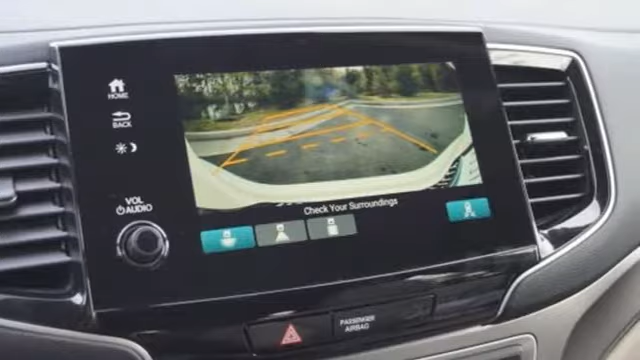 HOME
BACK
VOL
AUDIO
Check Your Surroundings
PASSENGER
AIRBAG